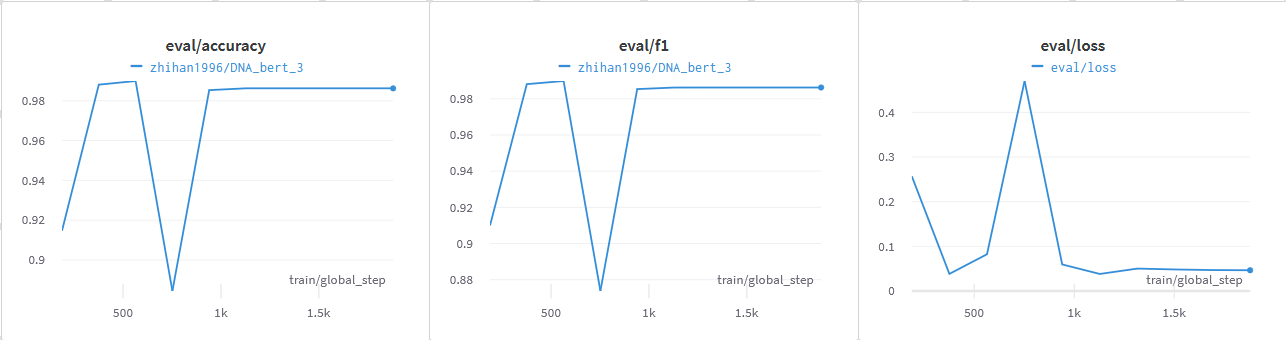 eval/accuracy
zhihan1996/DNA_bert_3
0.98
0.96
0.94
0.92
0.9
train/global_step
500
1k
1.5k
eval/f1
zhihan1996/DNA_bert_3
0.98
0.96
0.94
0.92
0.9
0.88
train/global_step
500
1k
1.5k
eval/loss
eval/loss
0.4
0.3
0.2
0.1
0
train/global_step
500
1k
1.5k